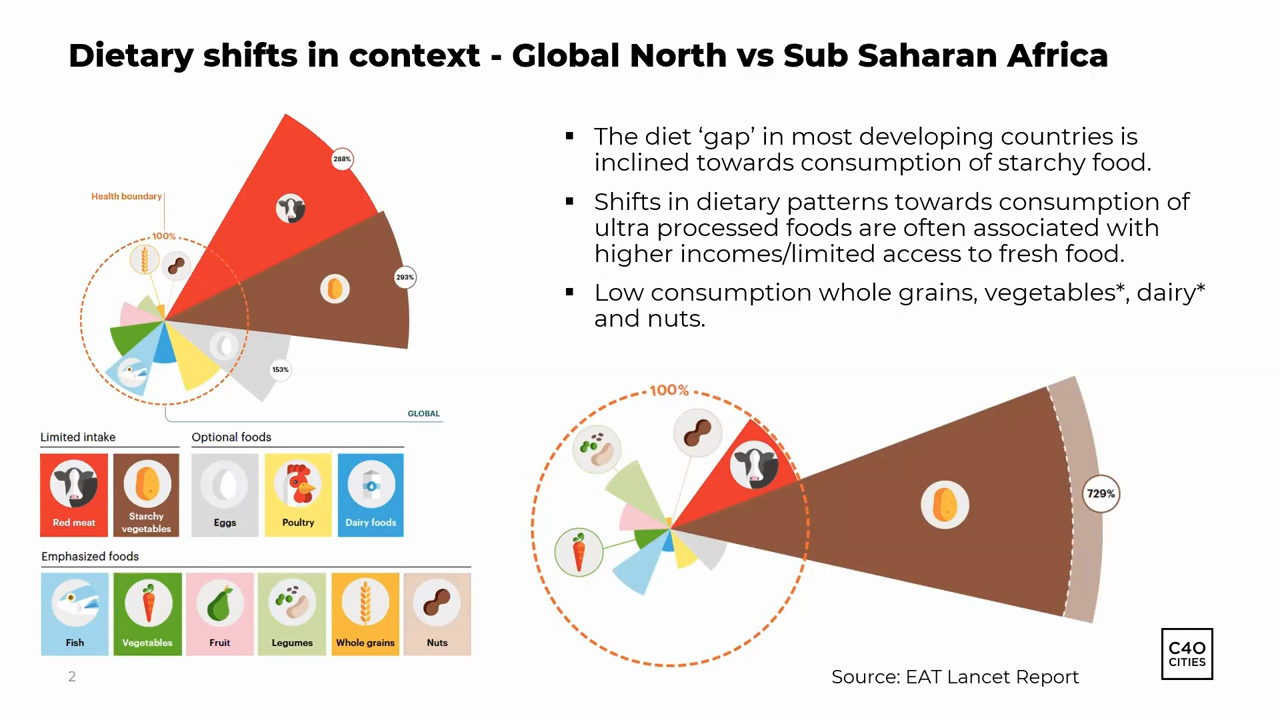 Dietary shifts in context - Global North vs Sub Saharan Africa
288%
Health boundary
100%
293%
153%
GLOBAL
▪ The diet ‘gap’ in most developing countries is
inclined towards consumption of starchy food.
▪ Shifts in dietary patterns towards consumption of
ultra processed foods are often associated with
higher incomes/limited access to fresh food.
▪ Low consumption whole grains, vegetables*, dairy*
and nuts.
100%
729%
Limited intake
Red meat
Starchy
vegetables
Optional foods
Eggs
Poultry
Dairy foods
Emphasized foods
Fish
Vegetables
Fruit
Legumes
Whole grains
Nuts
2
Source: EAT Lancet Report
C40
CITIES